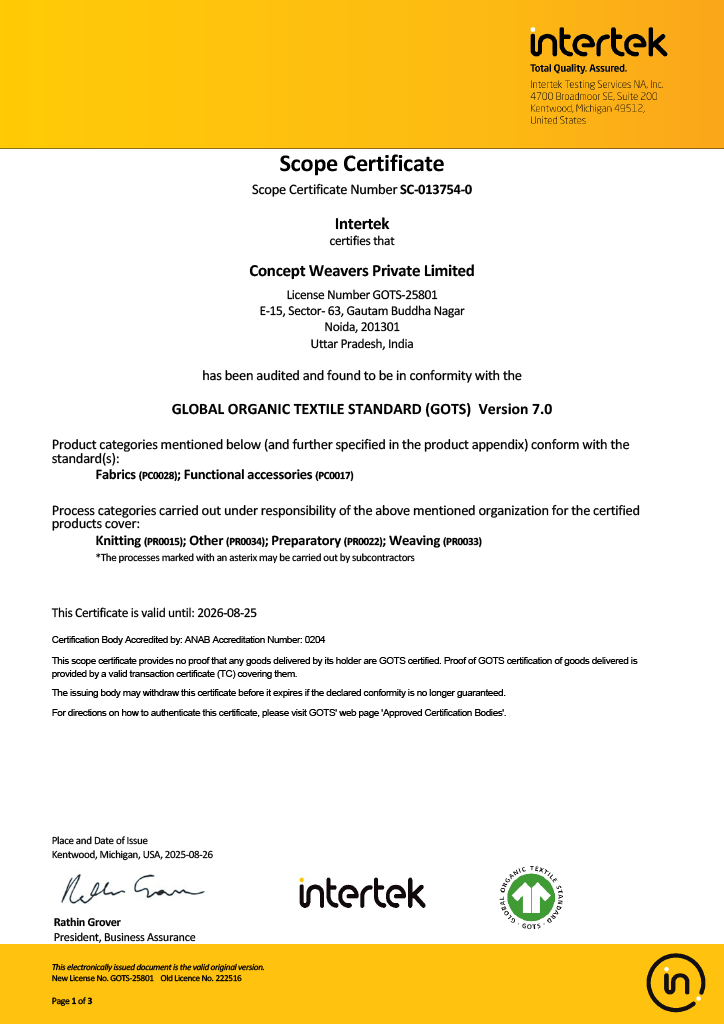 intertek
Total Quality. Assured.
Intertek Testing Services NA, Inc.
4700 Broadmoor SE, Suite 200
Kentwood, Michigan 49512,
United States
Scope Certificate
Scope Certificate Number SC-013754-0
Intertek
certifies that
Concept Weavers Private Limited
License Number GOTS-25801
E-15, Sector- 63, Gautam Buddha Nagar
Noida, 201301
Uttar Pradesh, India
has been audited and found to be in conformity with the
GLOBAL ORGANIC TEXTILE STANDARD (GOTS) Version 7.0
Product categories mentioned below (and further specified in the product appendix) conform with the
standard(s):
Fabrics (PC0028); Functional accessories (PC0017)
Process categories carried out under responsibility of the above mentioned organization for the certified
products cover:
Knitting (PR0015); Other (PR0034); Preparatory (PR0022); Weaving (PR0033)
*The processes marked with an asterix may be carried out by subcontractors
This Certificate is valid until: 2026-08-25
Certification Body Accredited by: ANAB Accreditation Number: 0204
This scope certificate provides no proof that any goods delivered by its holder are GOTS certified. Proof of GOTS certification of goods delivered is
provided by a valid transaction certificate (TC) covering them.
The issuing body may withdraw this certificate before it expires if the declared conformity is no longer guaranteed.
For directions on how to authenticate this certificate, please visit GOTS' web page 'Approved Certification Bodies'.
Place and Date of Issue
Kentwood, Michigan, USA, 2025-08-26
Rathin Grover
President, Business Assurance
intertek
GLOBAL ORGANIC TEXTILE STANDARD · GOTS ·
This electronically issued document is the valid original version.
New License No. GOTS-25801 Old Licence No. 222516
Page 1 of 3
in